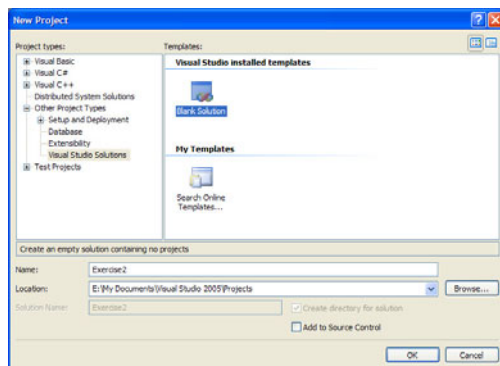 New Project
Project types:
Templates:
Visual Basic
Visual C#
Visual C++
Distributed System Solutions
Other Project Types
Setup and Deployment
Database
Extensibility
Visual Studio Solutions
Test Projects
Visual Studio installed templates
Blank Solution
My Templates
Search Online
Templates...
Create an empty solution containing no projects
Name:
Exercise2
Location:
E:\My Documents\Visual Studio 2005\Projects
Browse...
Solution Name:
Exercise2
Create directory for solution
Add to Source Control
OK
Cancel